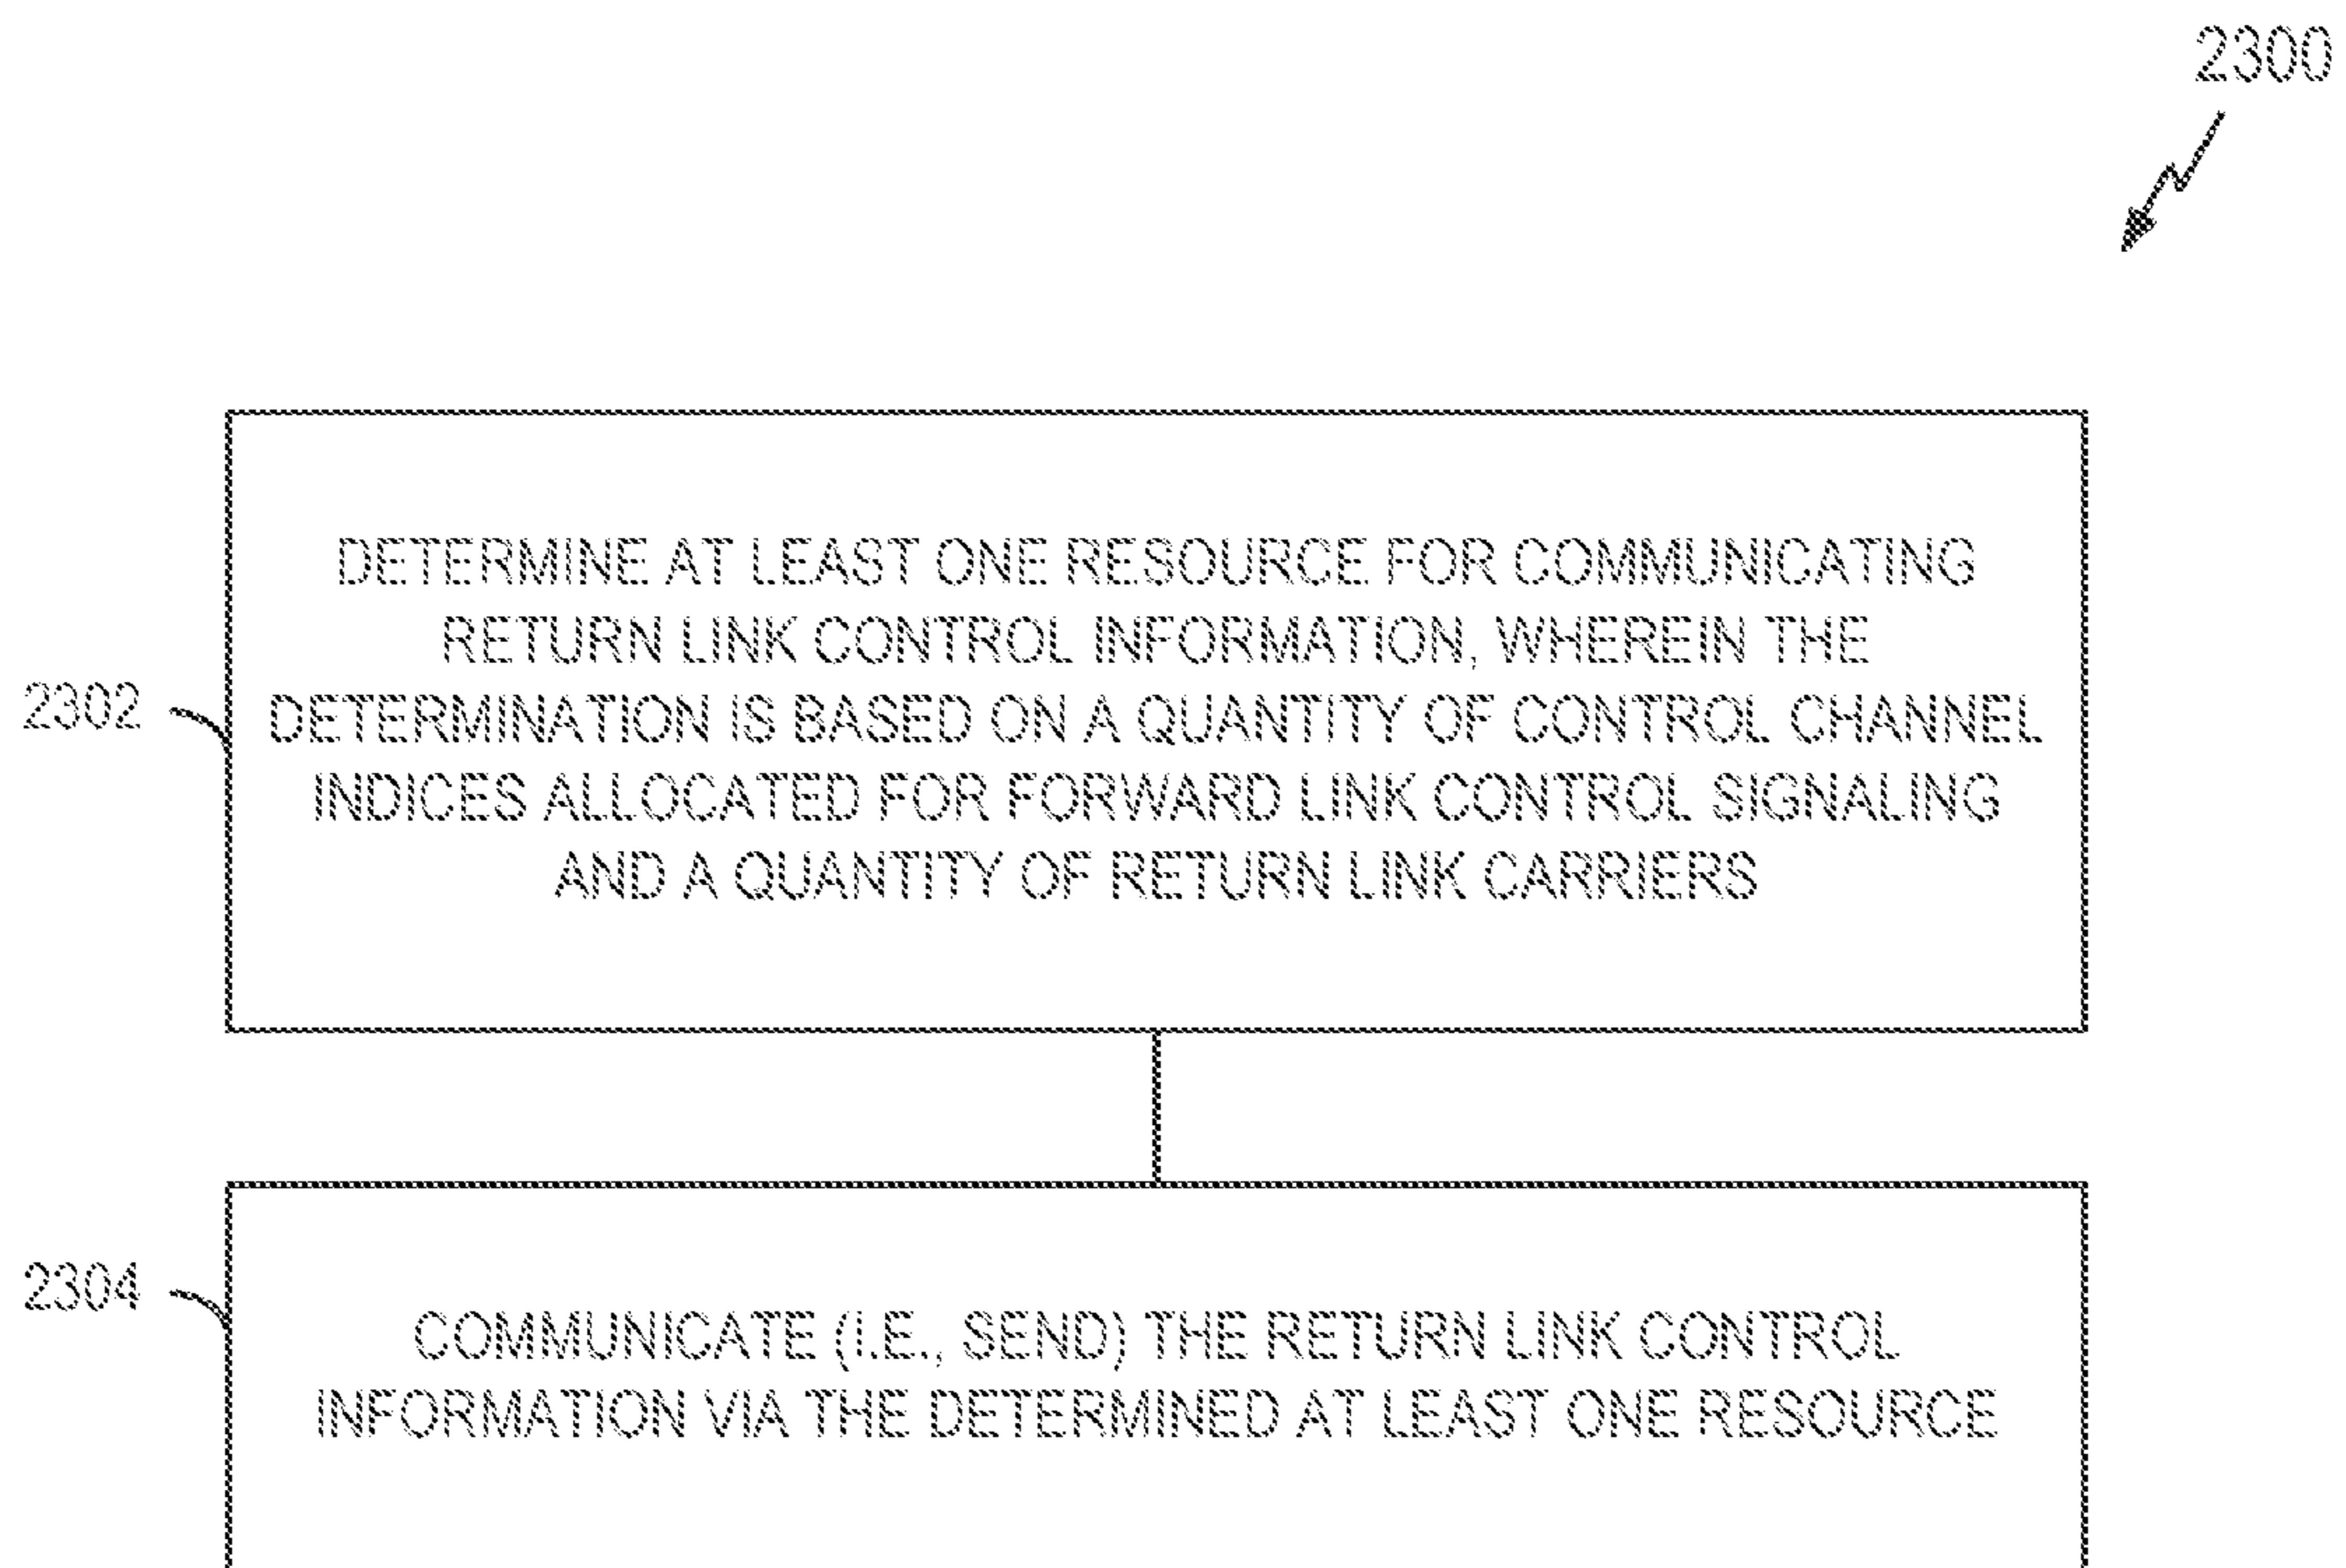 2300
DETERMINE AT LEAST ONE RESOURCE FOR COMMUNICATING
RETURN LINK CONTROL INFORMATION, WHEREIN THE
DETERMINATION IS BASED ON A QUANTITY OF CONTROL CHANNEL
INDICES ALLOCATED FOR FORWARD LINK CONTROL SIGNALING
AND A QUANTITY OF RETURN LINK CARRIERS
2302
COMMUNICATE (I.E., SEND) THE RETURN LINK CONTROL
INFORMATION VIA THE DETERMINED AT LEAST ONE RESOURCE
2304